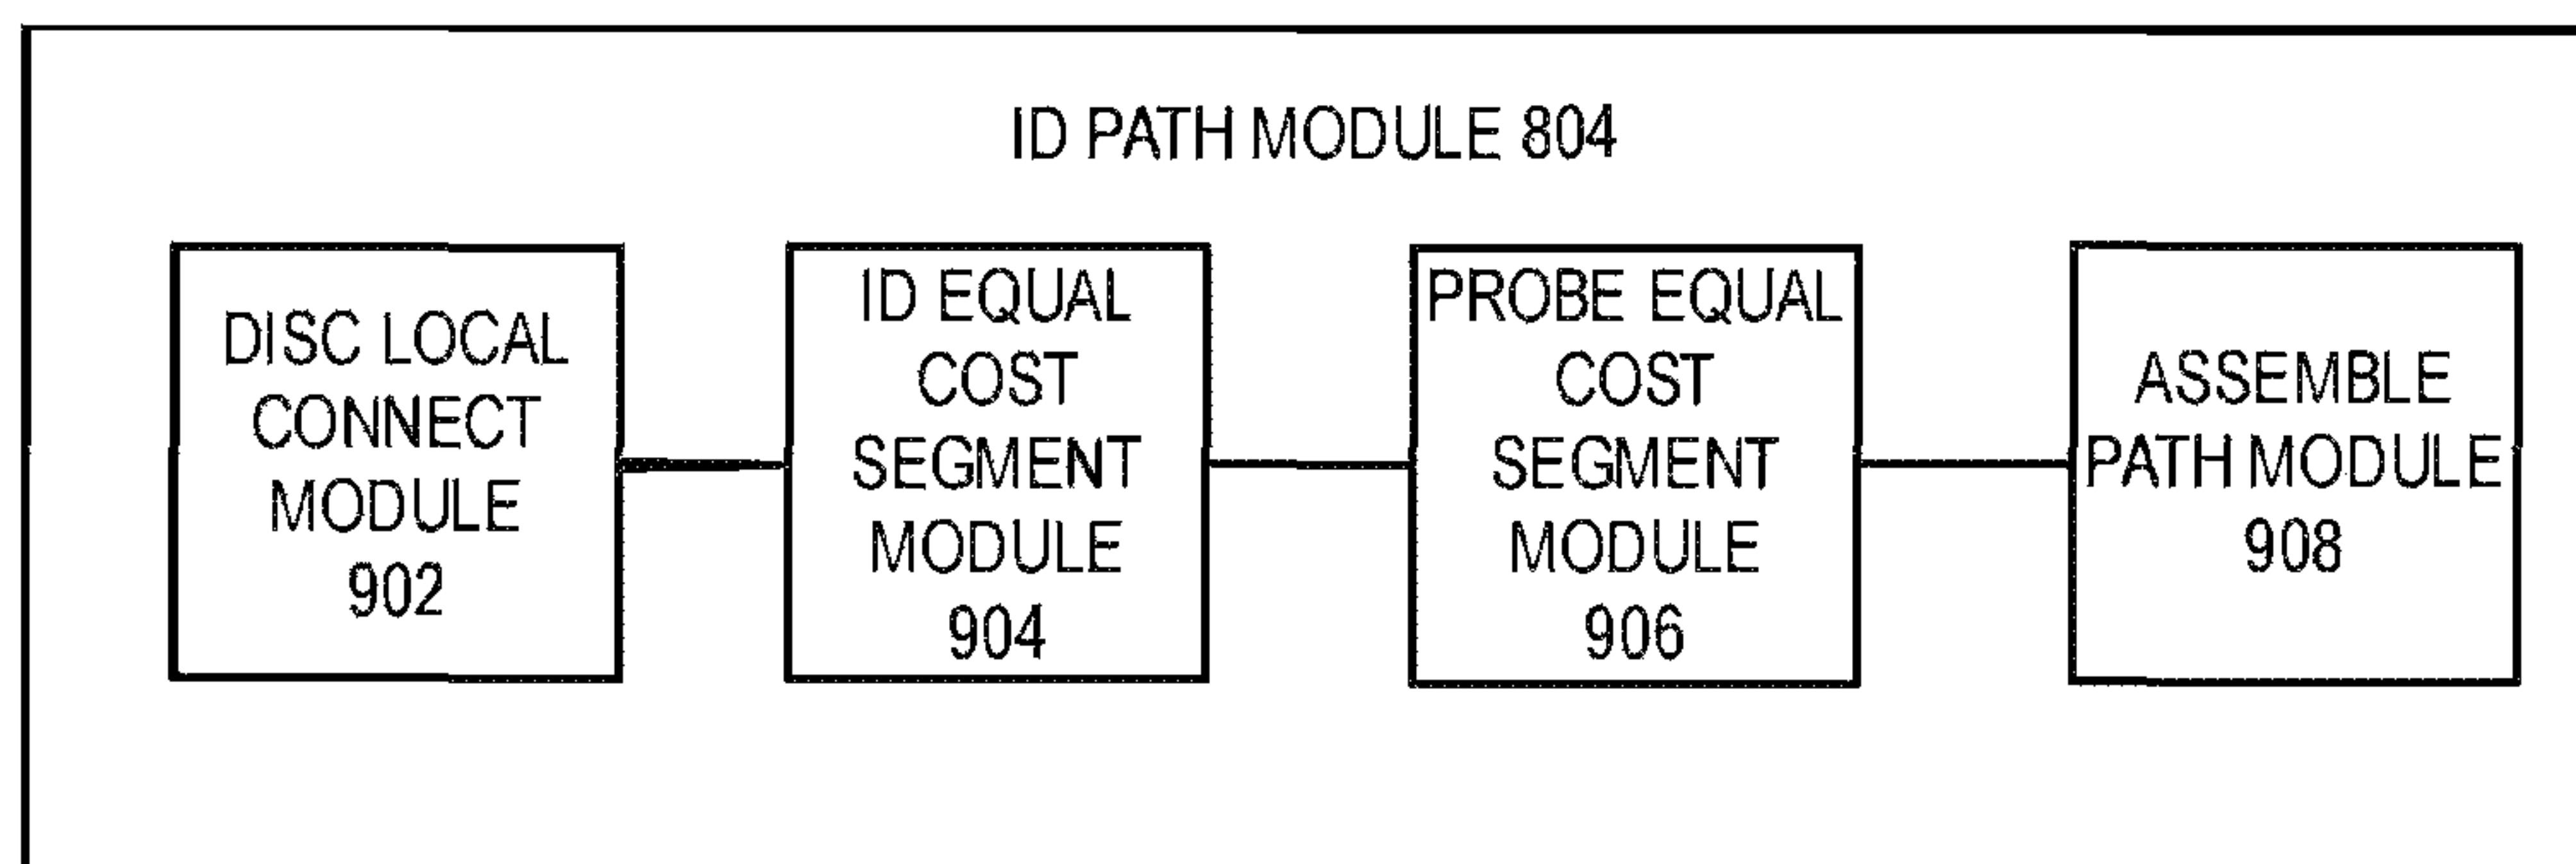 ID PATH MODULE 804
DISC LOCAL
CONNECT
MODULE
902
ID EQUAL
COST
SEGMENT
MODULE
904
PROBE EQUAL
COST
SEGMENT
MODULE
906
ASSEMBLE
PATH MODULE
908